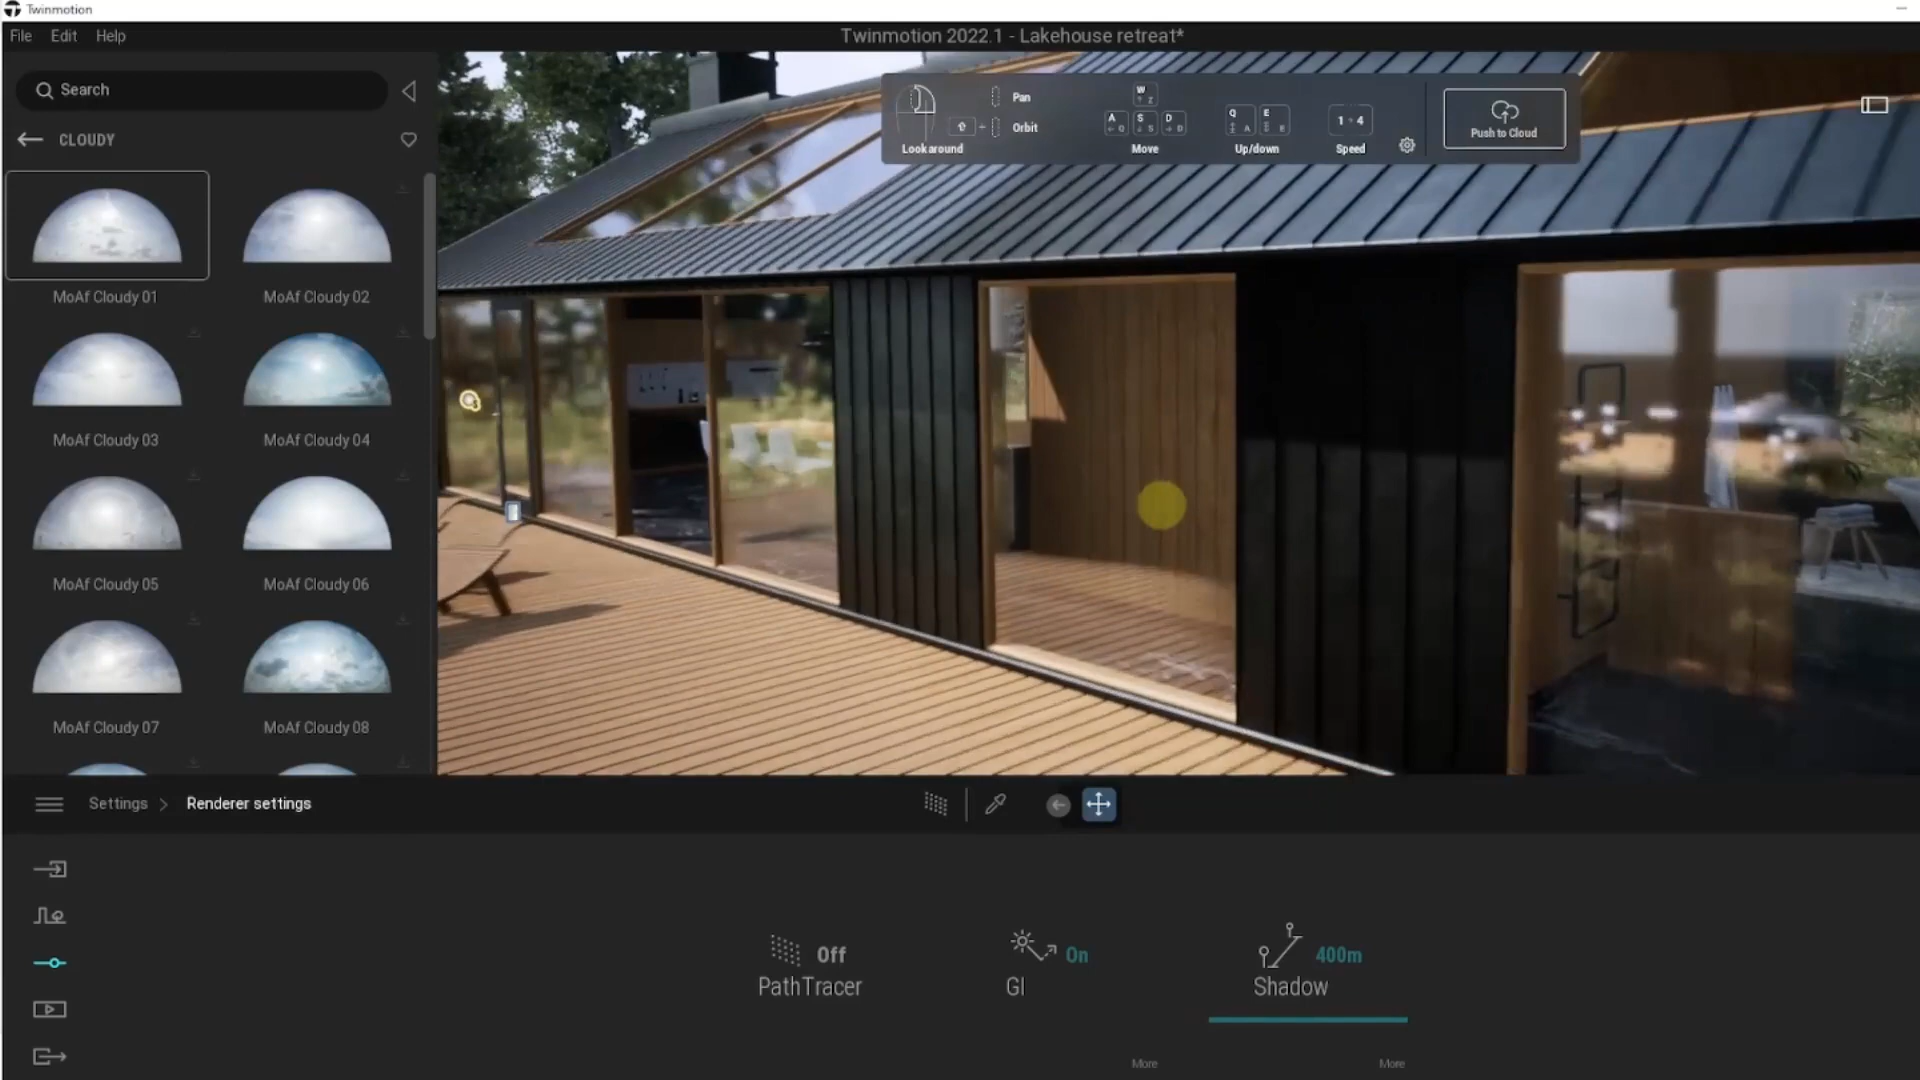 Twinmotion
File Edit Help
Twinmotion 2022.1 - Lakehouse retreat*
Search
CLOUDY
MoAf Cloudy 01
MoAf Cloudy 02
MoAf Cloudy 03
MoAf Cloudy 04
MoAf Cloudy 05
MoAf Cloudy 06
MoAf Cloudy 07
MoAf Cloudy 08
Pan
Orbit
Look around
W
Z
A
Q
S
S
D
D
Move
Q
A
E
E
Up/down
1 - 4
Speed
Push to Cloud
Settings > Renderer settings
Off
PathTracer
On
GI
400m
Shadow
More
More